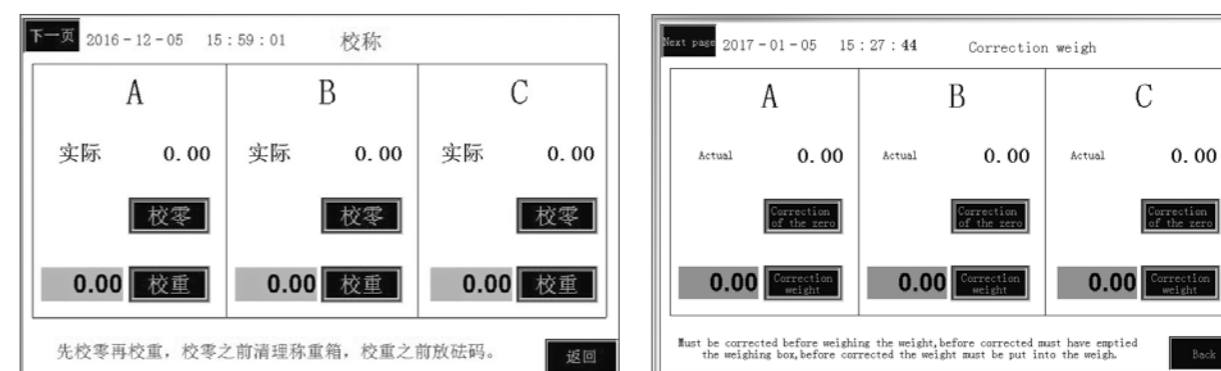 下一页 2016-12-05 15:59:01 校称
A B C
实际 0.00 实际 0.00 实际 0.00
校零 校零 校零
0.00 校重 0.00 校重 0.00 校重
先校零再校重，校零之前清理称重箱，校重之前放砝码。 返回
Next page 2017-01-05 15:27:44 Correction weigh
A B C
Actual 0.00 Actual 0.00 Actual 0.00
Correction Correction Correction
of the zero of the zero of the zero
0.00 Correction 0.00 Correction 0.00 Correction
weight weight weight
Must be corrected before weighing the weight,before corrected must have emptied
the weighing box,before corrected the weight must be put into the weigh.
Back